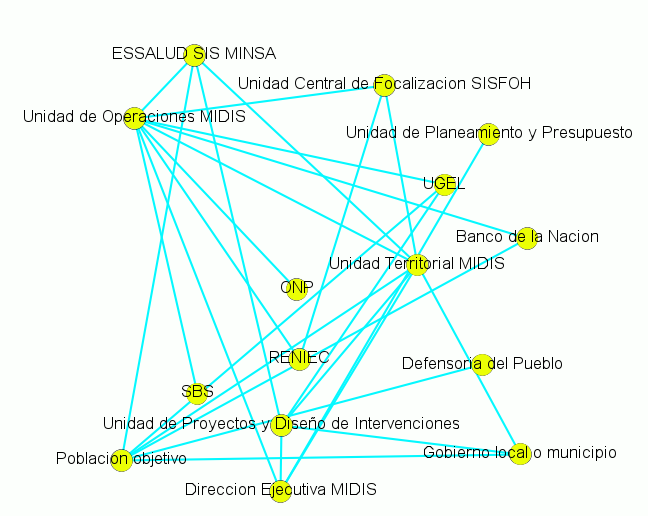 ESSALUD SIS MINSA
Unidad Central de Focalizacion SISFOH
Unidad de Operaciones MIDIS
Unidad de Planeamiento y Presupuesto
UGEL
Banco de la Nacion
Unidad Territorial MIDIS
ONP
RENIEC
Defensoria del Pueblo
SBS
Unidad de Proyectos y Diseño de Intervenciones
Gobierno local o municipio
Poblacion objetivo
Direccion Ejecutiva MIDIS